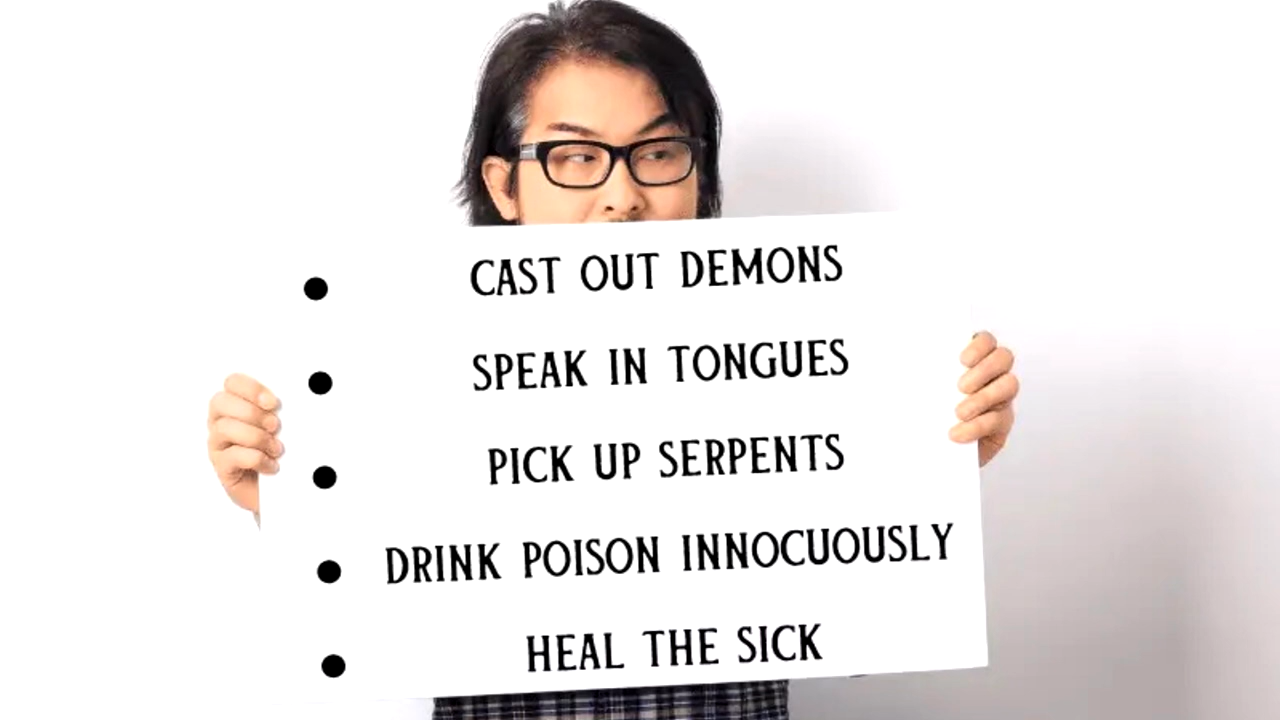 • CAST OUT DEMONS
• SPEAK IN TONGUES
• PICK UP SERPENTS
• DRINK POISON INNOCUOUSLY
• HEAL THE SICK